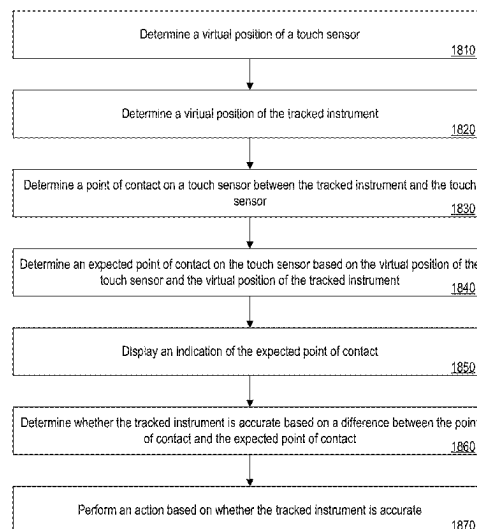 Determine a virtual position of a touch sensor
1810
Determine a virtual position of the tracked instrument
1820
Determine a point of contact on a touch sensor between the tracked instrument and the touch
sensor
1830
Determine an expected point of contact on the touch sensor based on the virtual position of the
touch sensor and the virtual position of the tracked instrument
1840
Display an indication of the expected point of contact
1850
Determine whether the tracked instrument is accurate based on a difference between the point
of contact and the expected point of contact
1860
Perform an action based on whether the tracked instrument is accurate
1870